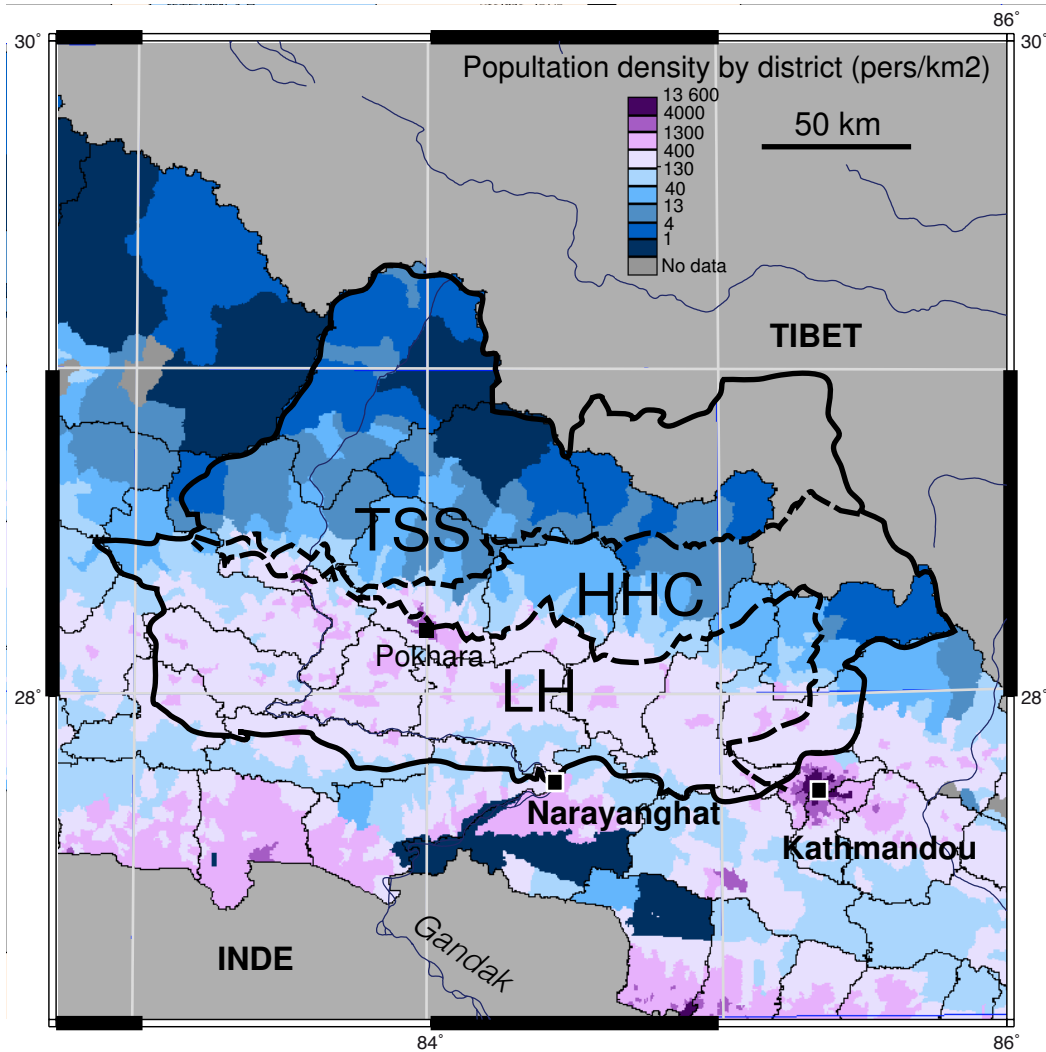 86°
30°
30°
Popultation density by district (pers/km2)
13 600
4000
1300
400
130
40
13
4
1
No data
50 km
TIBET
TSS
HHC
Pokhara
LH
28°
28°
Narayanghat
Kathmandou
Gandak
INDE
84°
86°